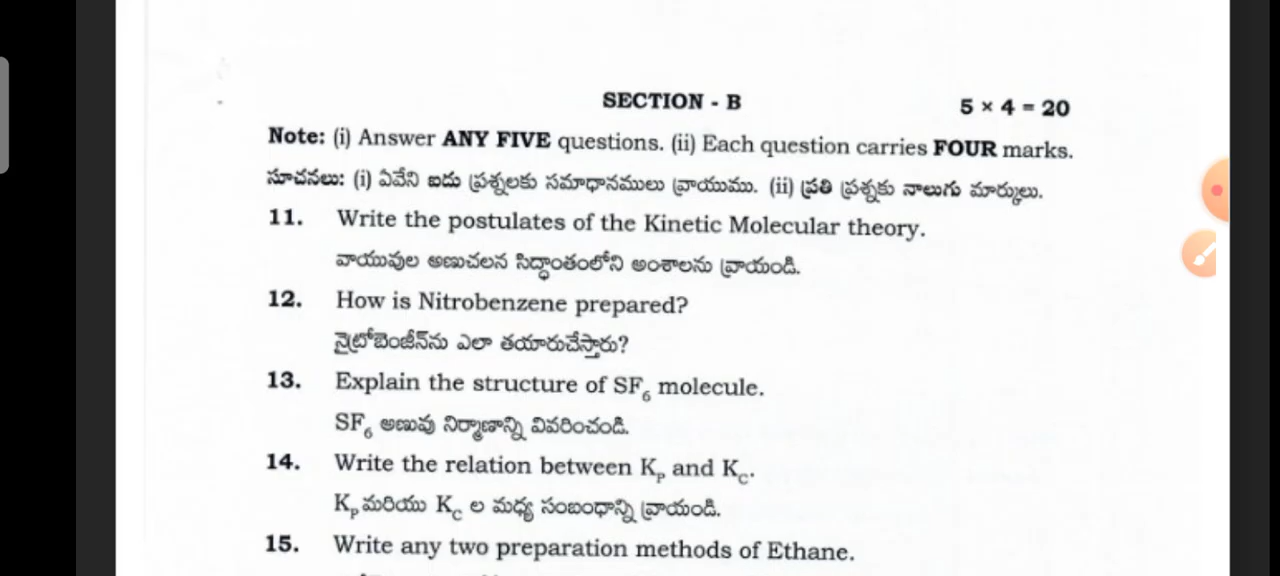 SECTION - B 5 × 4 = 20
Note: (i) Answer ANY FIVE questions. (ii) Each question carries FOUR marks.
సూచనలు: (i) ఏవేని ఐదు ప్రశ్నలకు సమాధానములు వ్రాయుము. (ii) ప్రతి ప్రశ్నకు నాలుగు మార్కులు.
11. Write the postulates of the Kinetic Molecular theory.
వాయువుల అణుచలన సిద్ధాంతంలోని అంశాలను వ్రాయండి.
12. How is Nitrobenzene prepared?
నైట్రోబెంజీన్‌ను ఎలా తయారుచేస్తారు?
13. Explain the structure of SF₆ molecule.
SF₆ అణువు నిర్మాణాన్ని వివరించండి.
14. Write the relation between Kₚ and K꜀.
Kₚ మరియు K꜀ ల మధ్య సంబంధాన్ని వ్రాయండి.
15. Write any two preparation methods of Ethane.